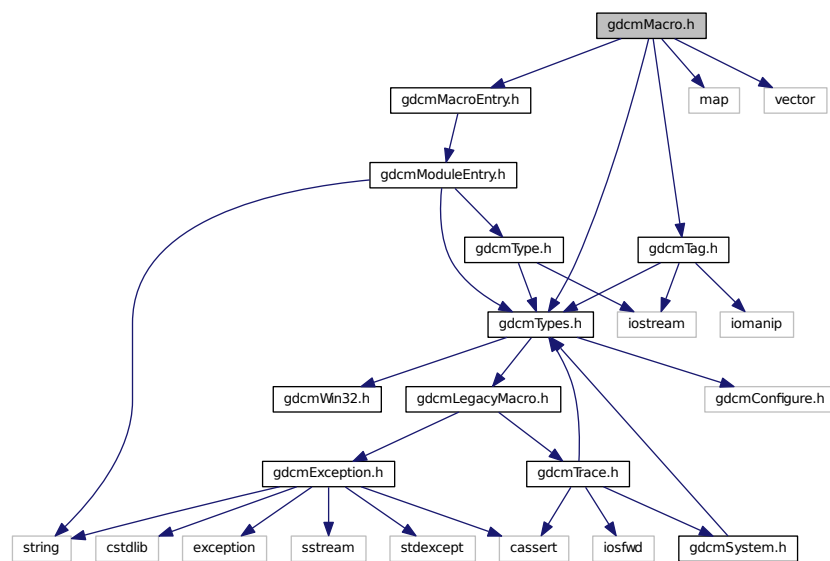 gdcmMacro.h
gdcmMacroEntry.h
map
vector
gdcmModuleEntry.h
gdcmType.h
gdcmTag.h
gdcmTypes.h
iostream
iomanip
gdcmWin32.h
gdcmLegacyMacro.h
gdcmConfigure.h
gdcmException.h
gdcmTrace.h
string
cstdlib
exception
sstream
stdexcept
cassert
iosfwd
gdcmSystem.h